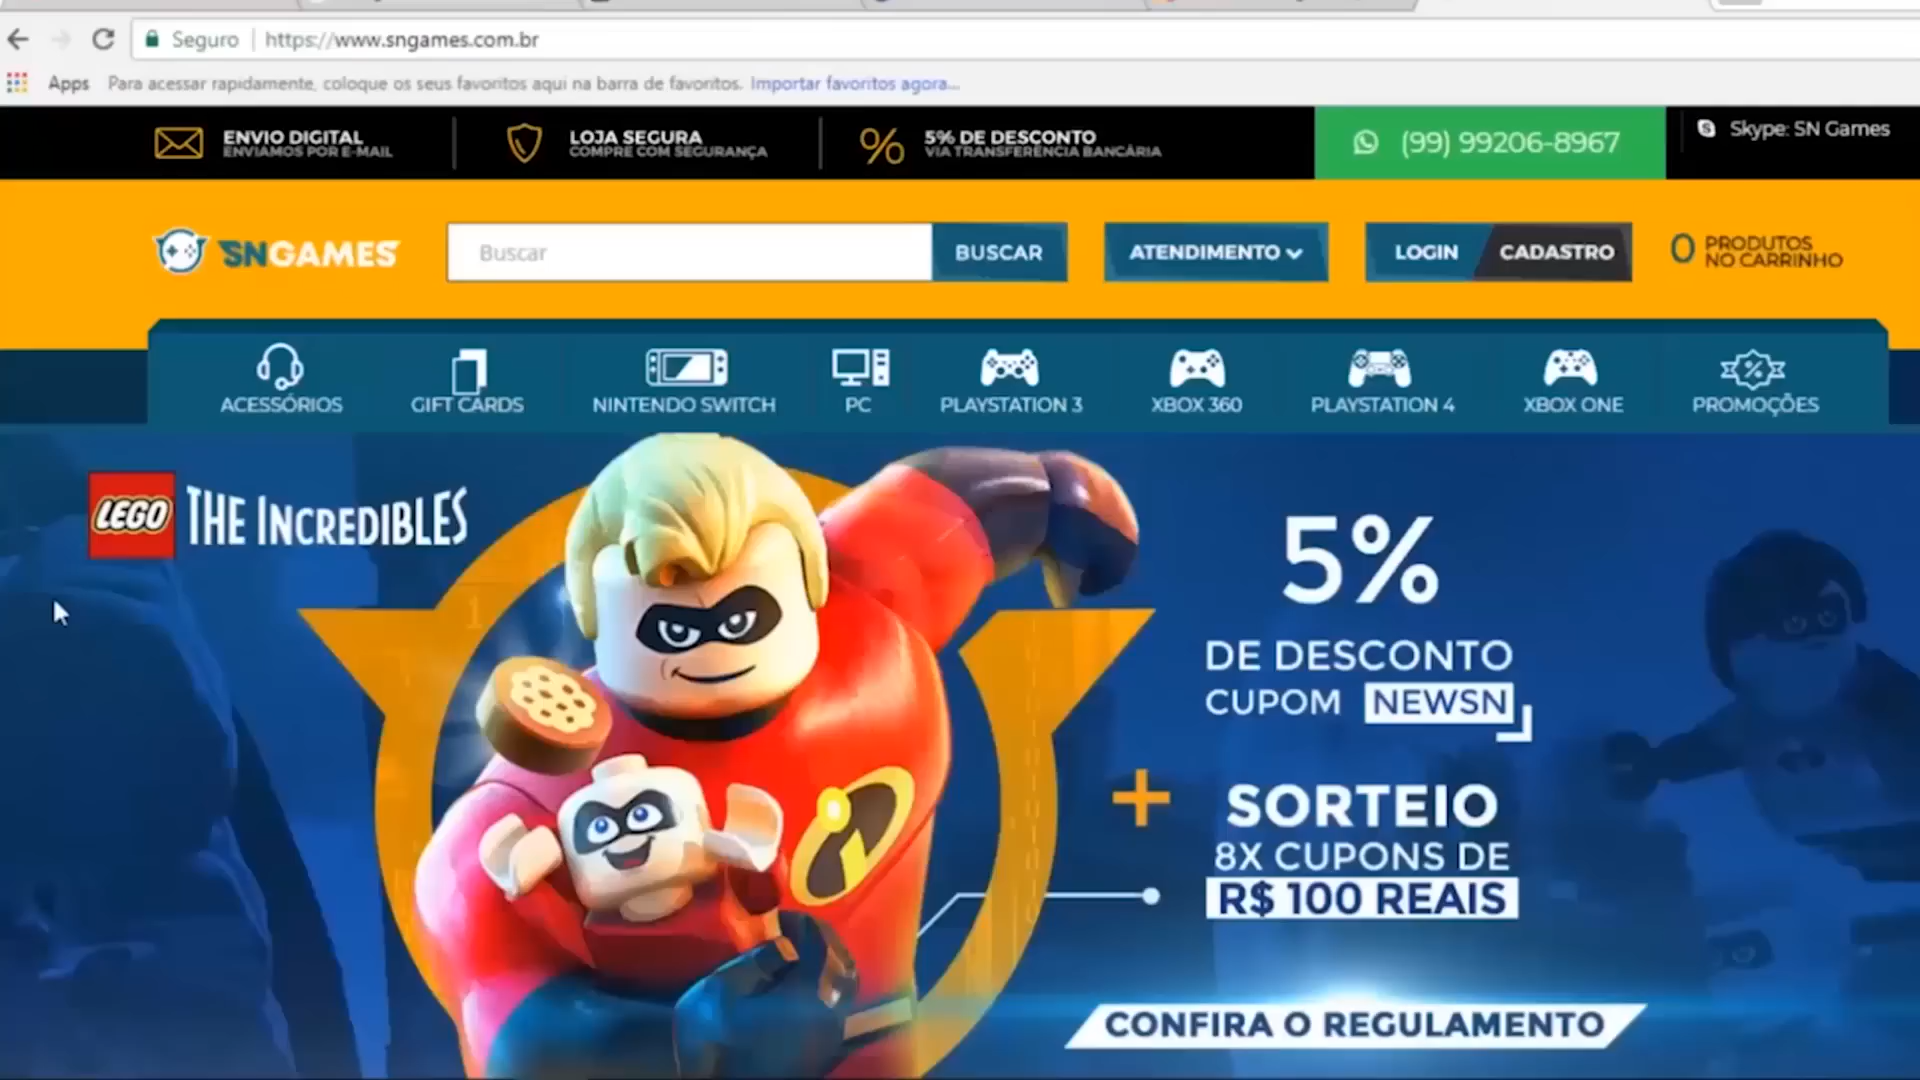 Seguro https://www.sngames.com.br
Apps Para acessar rapidamente, coloque os seus favoritos aqui na barra de favoritos. Importar favoritos agora...
ENVIO DIGITAL
ENVIAMOS POR E-MAIL
LOJA SEGURA
COMPRE COM SEGURANÇA
5% DE DESCONTO
VIA TRANSFERÊNCIA BANCÁRIA
(99) 99206-8967
Skype: SN Games
SNGAMES
Buscar
BUSCAR
ATENDIMENTO
LOGIN
CADASTRO
0 PRODUTOS
NO CARRINHO
ACESSÓRIOS
GIFT CARDS
NINTENDO SWITCH
PC
PLAYSTATION 3
XBOX 360
PLAYSTATION 4
XBOX ONE
PROMOÇÕES
LEGO THE INCREDIBLES
5%
DE DESCONTO
CUPOM NEWSN
+ SORTEIO
8X CUPONS DE
R$ 100 REAIS
CONFIRA O REGULAMENTO